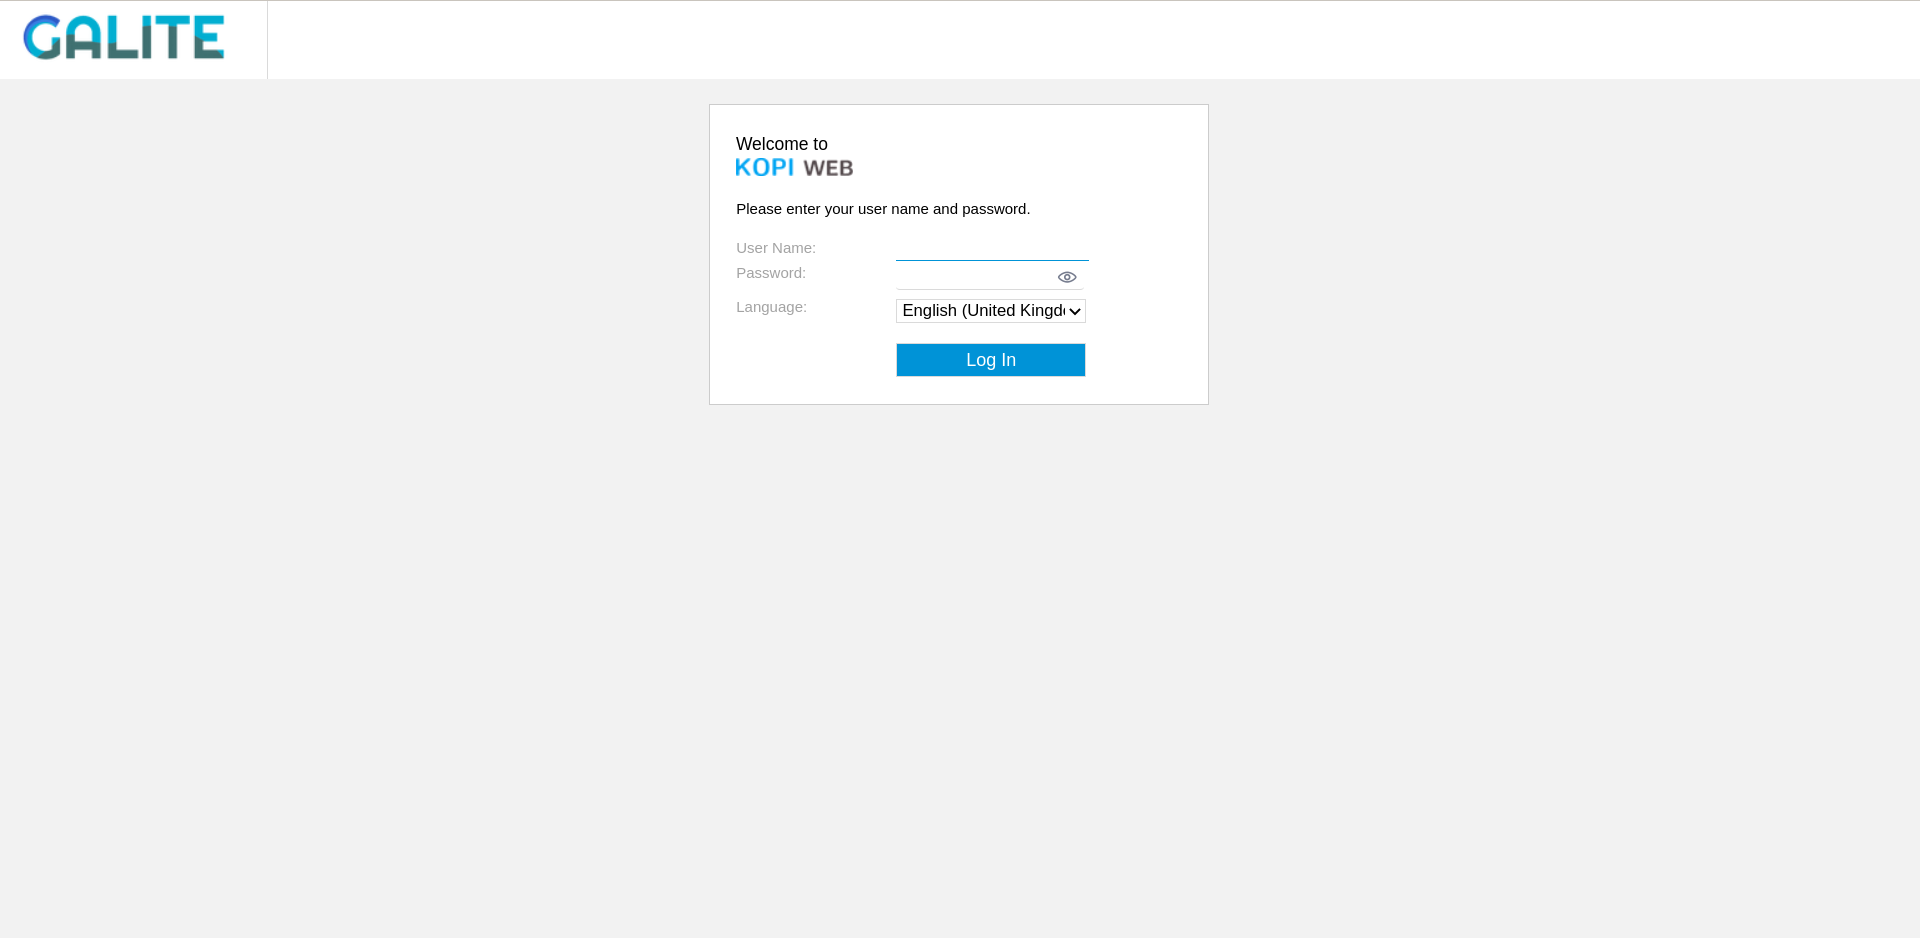 GALITE
Welcome to
KOPI WEB
Please enter your user name and password.
User Name:
Password:
Language:
English (United Kingd
Log In